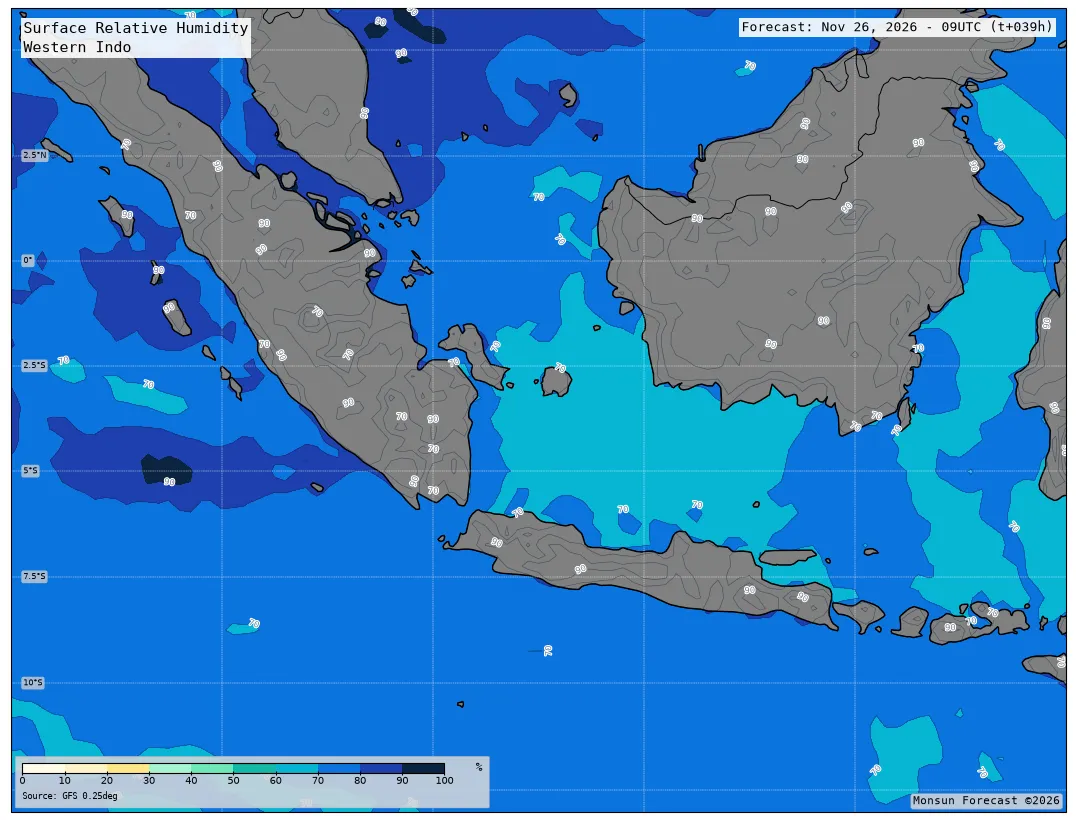 Surface Relative Humidity
Western Indo
Forecast: Nov 26, 2026 - 09UTC (t+039h)
2.5°N
0°
2.5°S
5°S
7.5°S
10°S
0 10 20 30 40 50 60 70 80 90 100
%
Source: GFS 0.25deg
Monsun Forecast ©2026